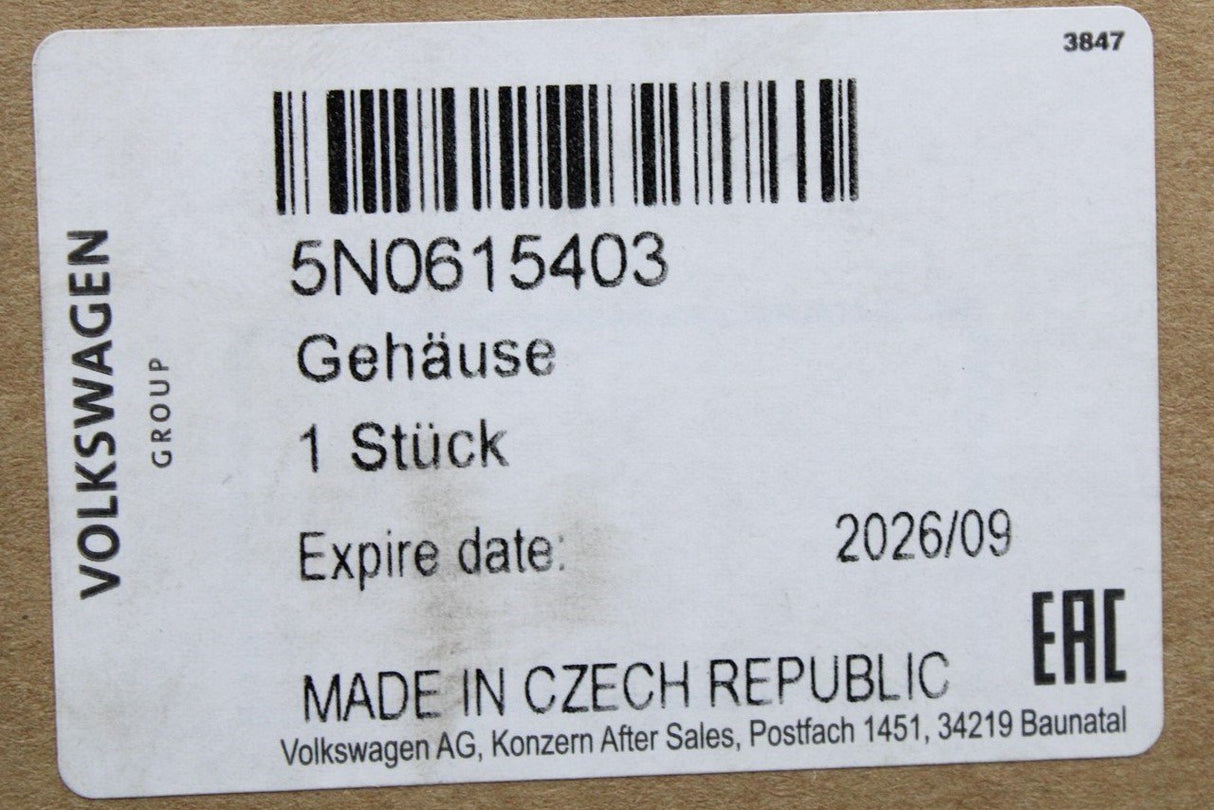 3847
5N0615403
Gehäuse
1 Stück
Expire date: 2026/09
EAC
MADE IN CZECH REPUBLIC
Volkswagen AG, Konzern After Sales, Postfach 1451, 34219 Baunatal
VOLKSWAGEN
GROUP